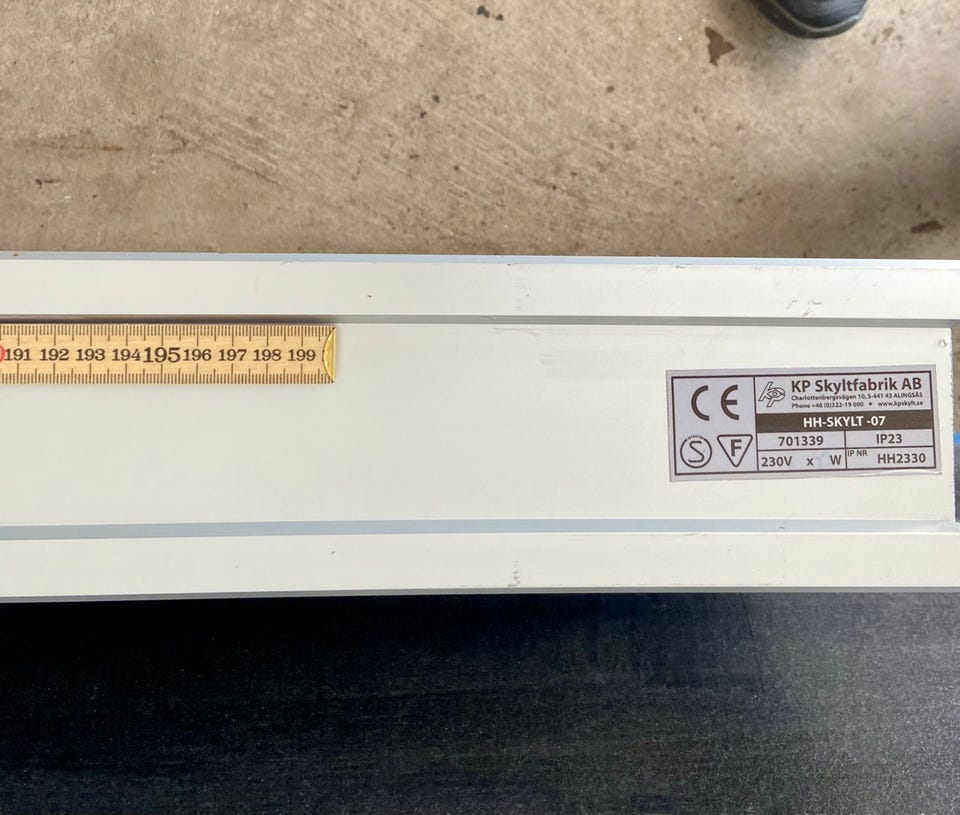 191 192 193 194 195 196 197 198 199
CE
KP Skyltfabrik AB
Charlottenbergsvägen 10, S-441 43 ALINGSÅS
Phone +46 (0)322-19 000 • www.kpskylt.se
HH-SKYLT -07
701339 IP23
S F
230V x W IP NR HH2330